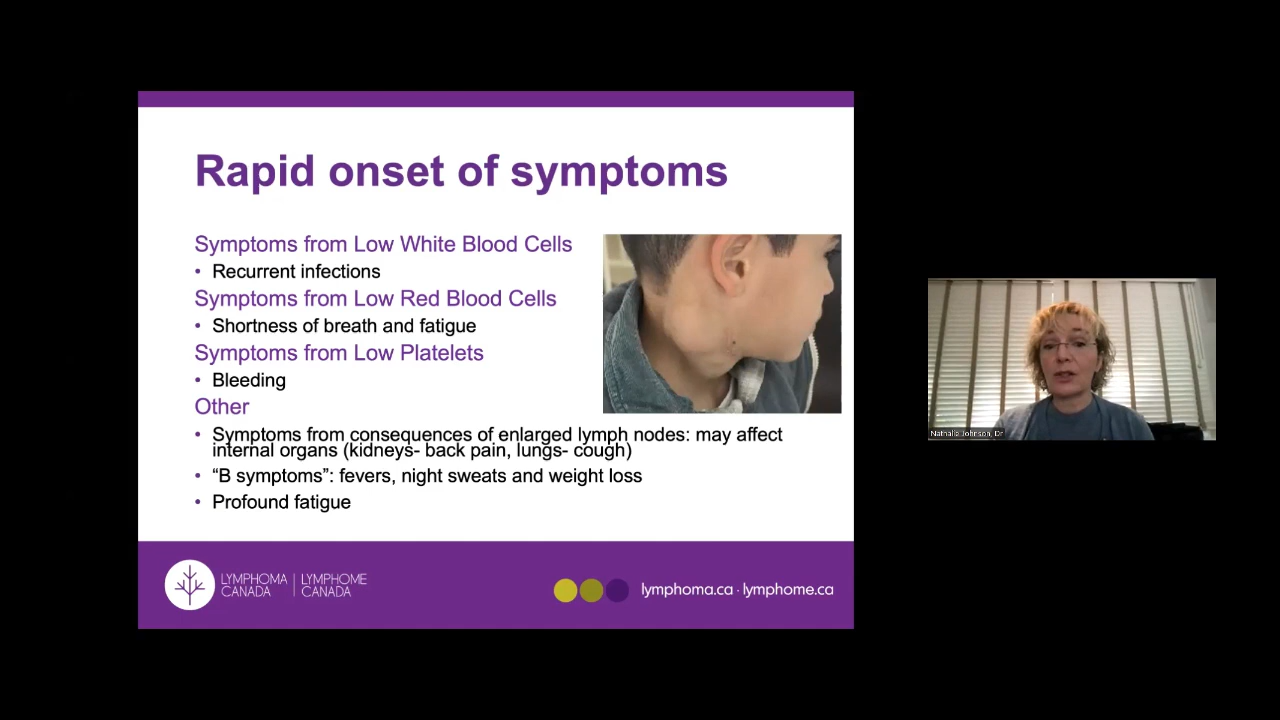 Rapid onset of symptoms
Symptoms from Low White Blood Cells
• Recurrent infections
Symptoms from Low Red Blood Cells
• Shortness of breath and fatigue
Symptoms from Low Platelets
• Bleeding
Other
• Symptoms from consequences of enlarged lymph nodes: may affect
internal organs (kidneys- back pain, lungs- cough)
• “B symptoms”: fevers, night sweats and weight loss
• Profound fatigue
LYMPHOMA
CANADA
LYMPHOME
CANADA
lymphoma.ca · lymphome.ca
Nathalie Johnson, Dr